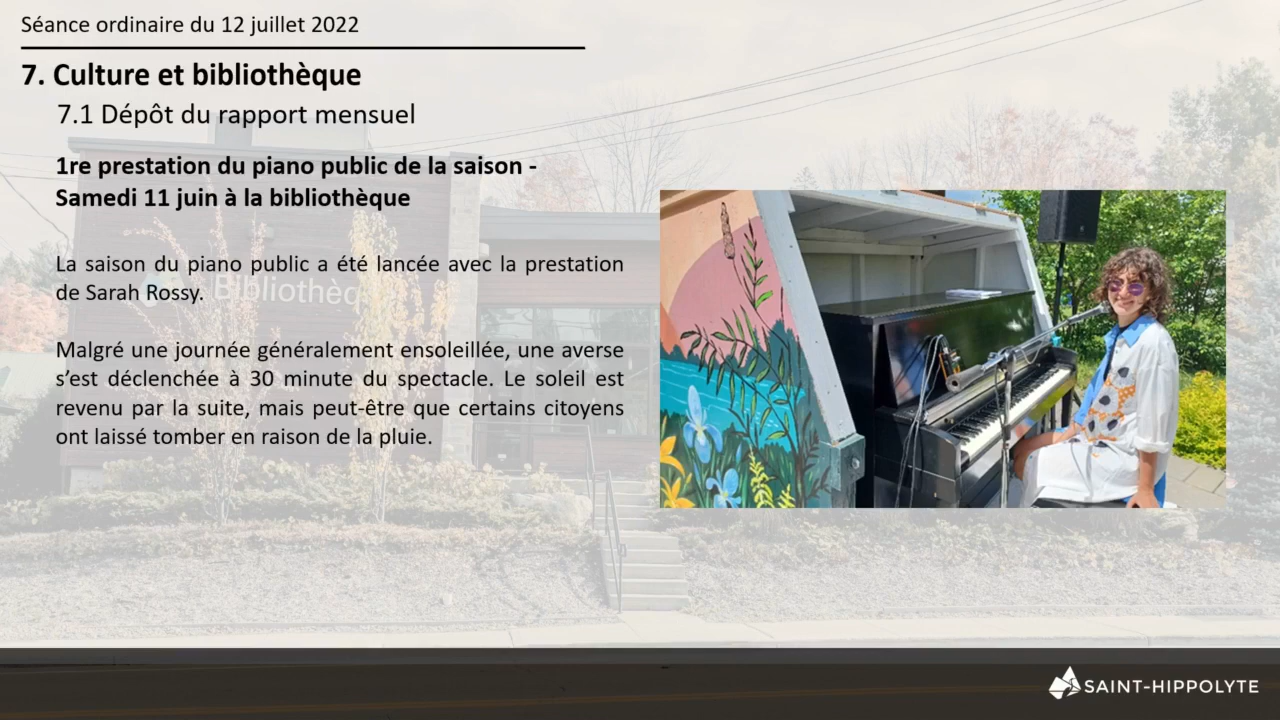 Séance ordinaire du 12 juillet 2022
7. Culture et bibliothèque
7.1 Dépôt du rapport mensuel
1re prestation du piano public de la saison -
Samedi 11 juin à la bibliothèque
La saison du piano public a été lancée avec la prestation
de Sarah Rossy.
Bibliothèq
Malgré une journée généralement ensoleillée, une averse
s’est déclenchée à 30 minute du spectacle. Le soleil est
revenu par la suite, mais peut-être que certains citoyens
ont laissé tomber en raison de la pluie.
SAINT-HIPPOLYTE